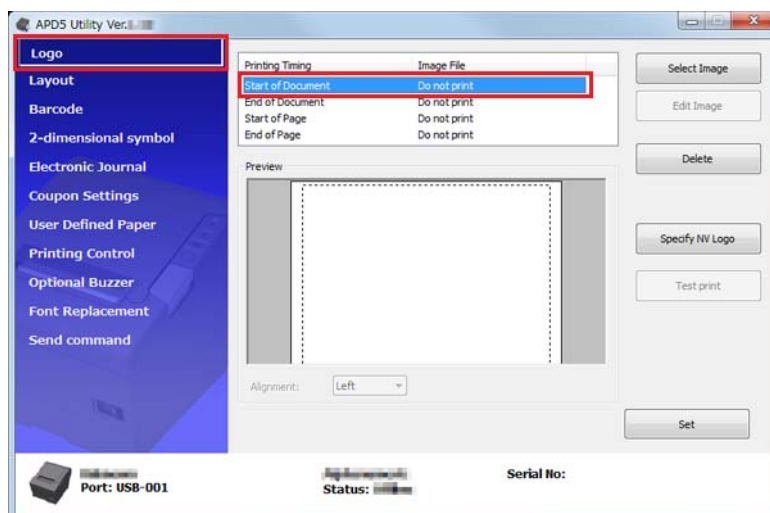 APD5 Utility Ver.
Logo
Layout
Barcode
2-dimensional symbol
Electronic Journal
Coupon Settings
User Defined Paper
Printing Control
Optional Buzzer
Font Replacement
Send command
Printing Timing Image File
Start of Document Do not print
End of Document Do not print
Start of Page Do not print
End of Page Do not print
Preview
Alignment: Left
Select Image
Edit Image
Delete
Specify NV Logo
Test print
Set
Port: USB-001
Status:
Serial No: